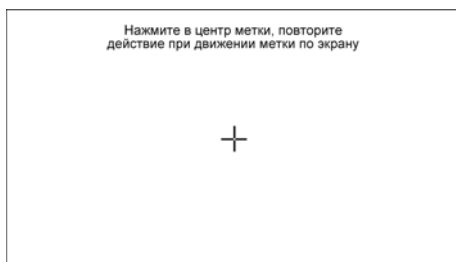 Нажмите в центр метки, повторите
действие при движении метки по экрану